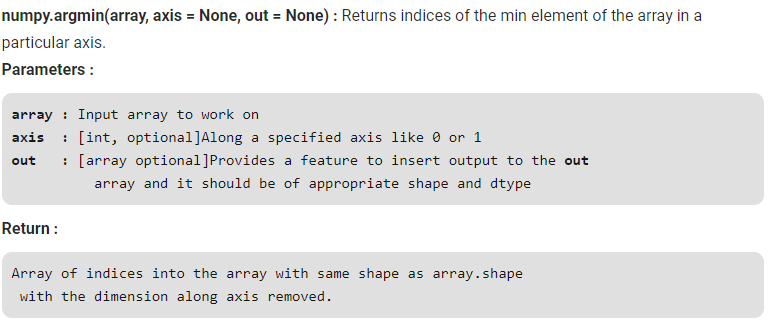 numpy.argmin(array, axis = None, out = None) : Returns indices of the min element of the array in a
particular axis.
Parameters :
array : Input array to work on
axis  : [int, optional]Along a specified axis like 0 or 1
out   : [array optional]Provides a feature to insert output to the out
array and it should be of appropriate shape and dtype
Return :
Array of indices into the array with same shape as array.shape
with the dimension along axis removed.